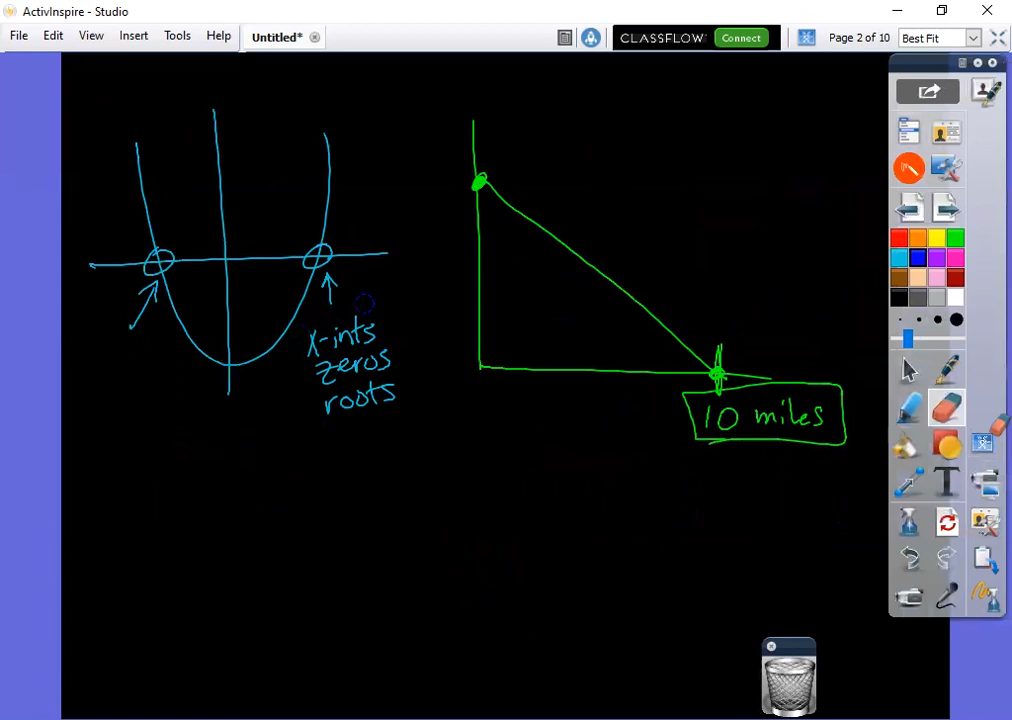 ActivInspire - Studio
File Edit View Insert Tools Help Untitled* CLASSFLOW Connect Page 2 of 10 Best Fit
x-ints
zeros
roots
10 miles
T